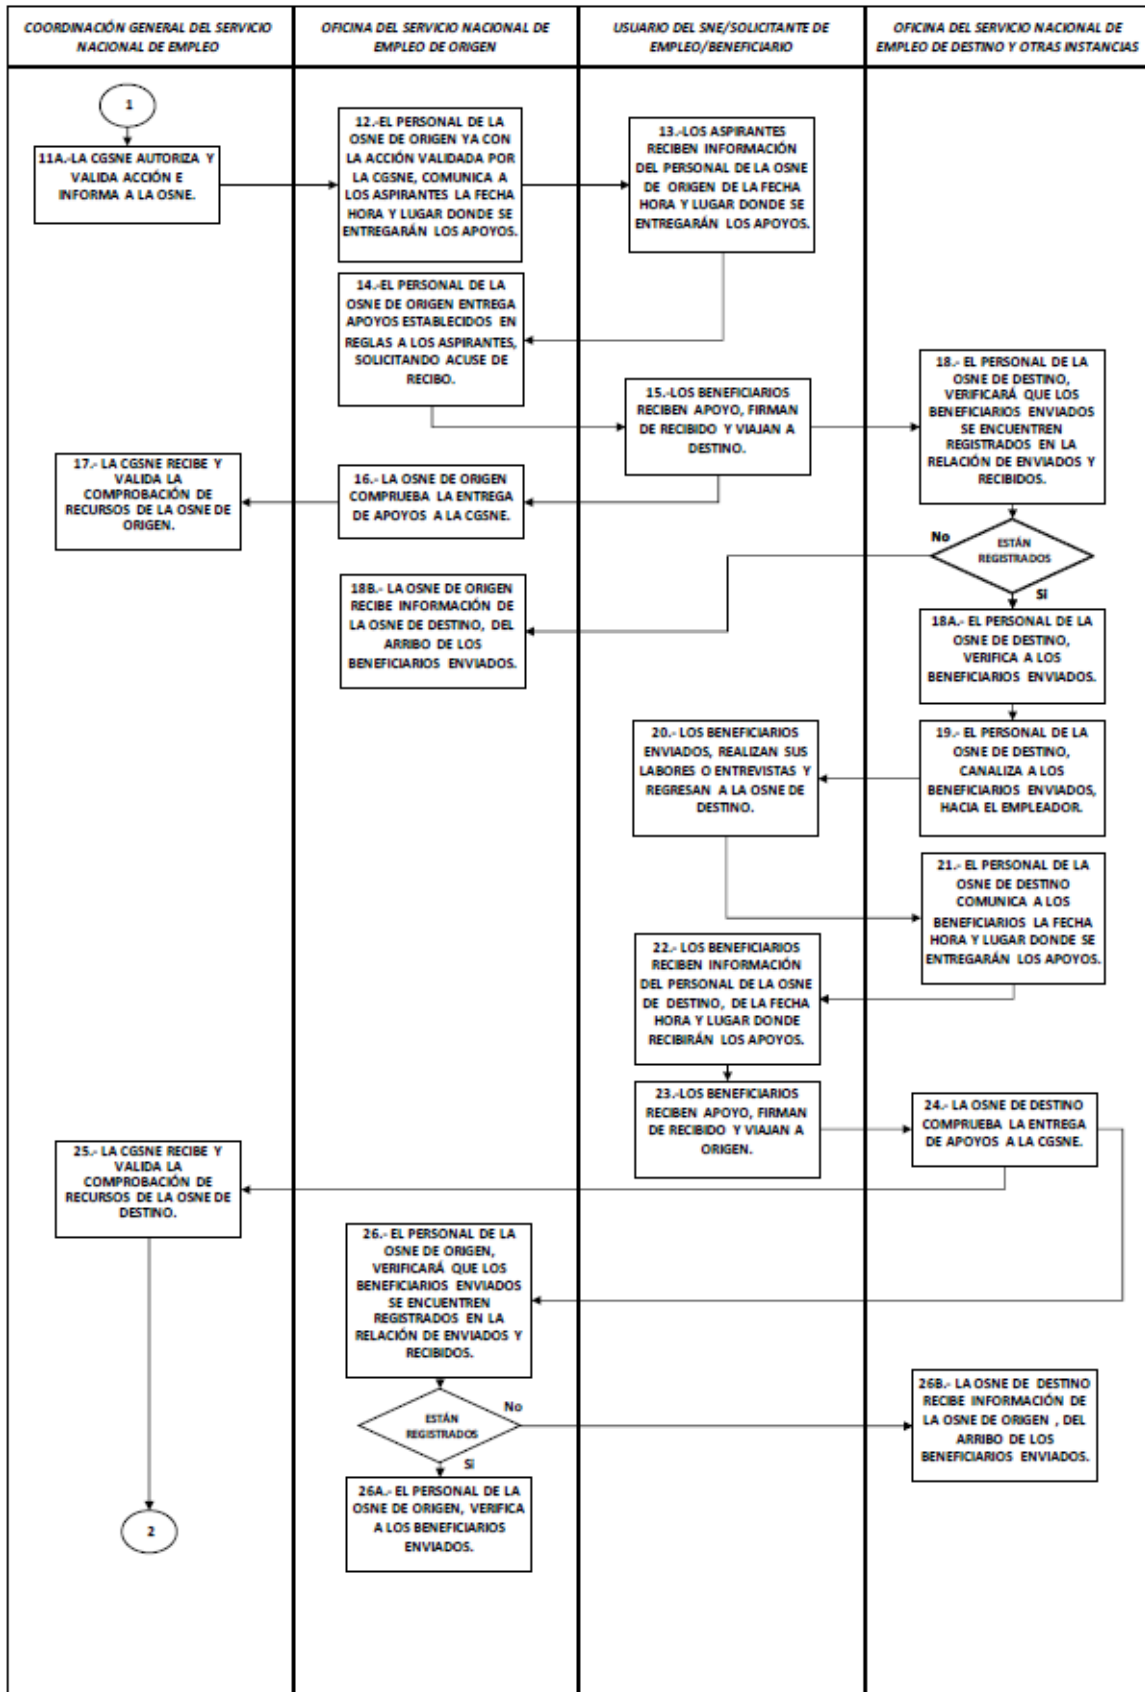 COORDINACIÓN GENERAL DEL SERVICIO
NACIONAL DE EMPLEO
OFICINA DEL SERVICIO NACIONAL DE
EMPLEO DE ORIGEN
USUARIO DEL SNE/SOLICITANTE DE
EMPLEO/BENEFICIARIO
OFICINA DEL SERVICIO NACIONAL DE
EMPLEO DE DESTINO Y OTRAS INSTANCIAS
1
11A.-LA CGSNE AUTORIZA Y
VALIDA ACCIÓN E
INFORMA A LA OSNE.
12.-EL PERSONAL DE LA
OSNE DE ORIGEN YA CON
LA ACCIÓN VALIDADA POR
LA CGSNE, COMUNICA A
LOS ASPIRANTES LA FECHA
HORA Y LUGAR DONDE SE
ENTREGARÁN LOS APOYOS.
13.-LOS ASPIRANTES
RECIBEN INFORMACIÓN
DEL PERSONAL DE LA OSNE
DE ORIGEN DE LA FECHA
HORA Y LUGAR DONDE SE
ENTREGARÁN LOS APOYOS.
14.-EL PERSONAL DE LA
OSNE DE ORIGEN ENTREGA
APOYOS ESTABLECIDOS EN
REGLAS A LOS ASPIRANTES,
SOLICITANDO ACUSE DE
RECIBO.
15.-LOS BENEFICIARIOS
RECIBEN APOYO, FIRMAN
DE RECIBIDO Y VIAJAN A
DESTINO.
18.- EL PERSONAL DE LA
OSNE DE DESTINO,
VERIFICARÁ QUE LOS
BENEFICIARIOS ENVIADOS
SE ENCUENTREN
REGISTRADOS EN LA
RELACIÓN DE ENVIADOS Y
RECIBIDOS.
17.- LA CGSNE RECIBE Y
VALIDA LA
COMPROBACIÓN DE
RECURSOS DE LA OSNE DE
ORIGEN.
16.- LA OSNE DE ORIGEN
COMPRUEBA LA ENTREGA
DE APOYOS A LA CGSNE.
No
ESTÁN
REGISTRADOS
Si
18B.- LA OSNE DE ORIGEN
RECIBE INFORMACIÓN DE
LA OSNE DE DESTINO, DEL
ARRIBO DE LOS
BENEFICIARIOS ENVIADOS.
18A.- EL PERSONAL DE LA
OSNE DE DESTINO,
VERIFICA A LOS
BENEFICIARIOS ENVIADOS.
20.- LOS BENEFICIARIOS
ENVIADOS, REALIZAN SUS
LABORES O ENTREVISTAS Y
REGRESAN A LA OSNE DE
DESTINO.
19.- EL PERSONAL DE LA
OSNE DE DESTINO,
CANALIZA A LOS
BENEFICIARIOS ENVIADOS,
HACIA EL EMPLEADOR.
21.- EL PERSONAL DE LA
OSNE DE DESTINO
COMUNICA A LOS
BENEFICIARIOS LA FECHA
HORA Y LUGAR DONDE SE
ENTREGARÁN LOS APOYOS.
22.- LOS BENEFICIARIOS
RECIBEN INFORMACIÓN
DEL PERSONAL DE LA OSNE
DE DESTINO, DE LA FECHA
HORA Y LUGAR DONDE
RECIBIRÁN LOS APOYOS.
23.-LOS BENEFICIARIOS
RECIBEN APOYO, FIRMAN
DE RECIBIDO Y VIAJAN A
ORIGEN.
24.- LA OSNE DE DESTINO
COMPRUEBA LA ENTREGA
DE APOYOS A LA CGSNE.
25.- LA CGSNE RECIBE Y
VALIDA LA
COMPROBACIÓN DE
RECURSOS DE LA OSNE DE
DESTINO.
26.- EL PERSONAL DE LA
OSNE DE ORIGEN,
VERIFICARÁ QUE LOS
BENEFICIARIOS ENVIADOS
SE ENCUENTREN
REGISTRADOS EN LA
RELACIÓN DE ENVIADOS Y
RECIBIDOS.
ESTÁN
REGISTRADOS
No
Si
26B.- LA OSNE DE DESTINO
RECIBE INFORMACIÓN DE
LA OSNE DE ORIGEN , DEL
ARRIBO DE LOS
BENEFICIARIOS ENVIADOS.
26A.- EL PERSONAL DE LA
OSNE DE ORIGEN, VERIFICA
A LOS BENEFICIARIOS
ENVIADOS.
2